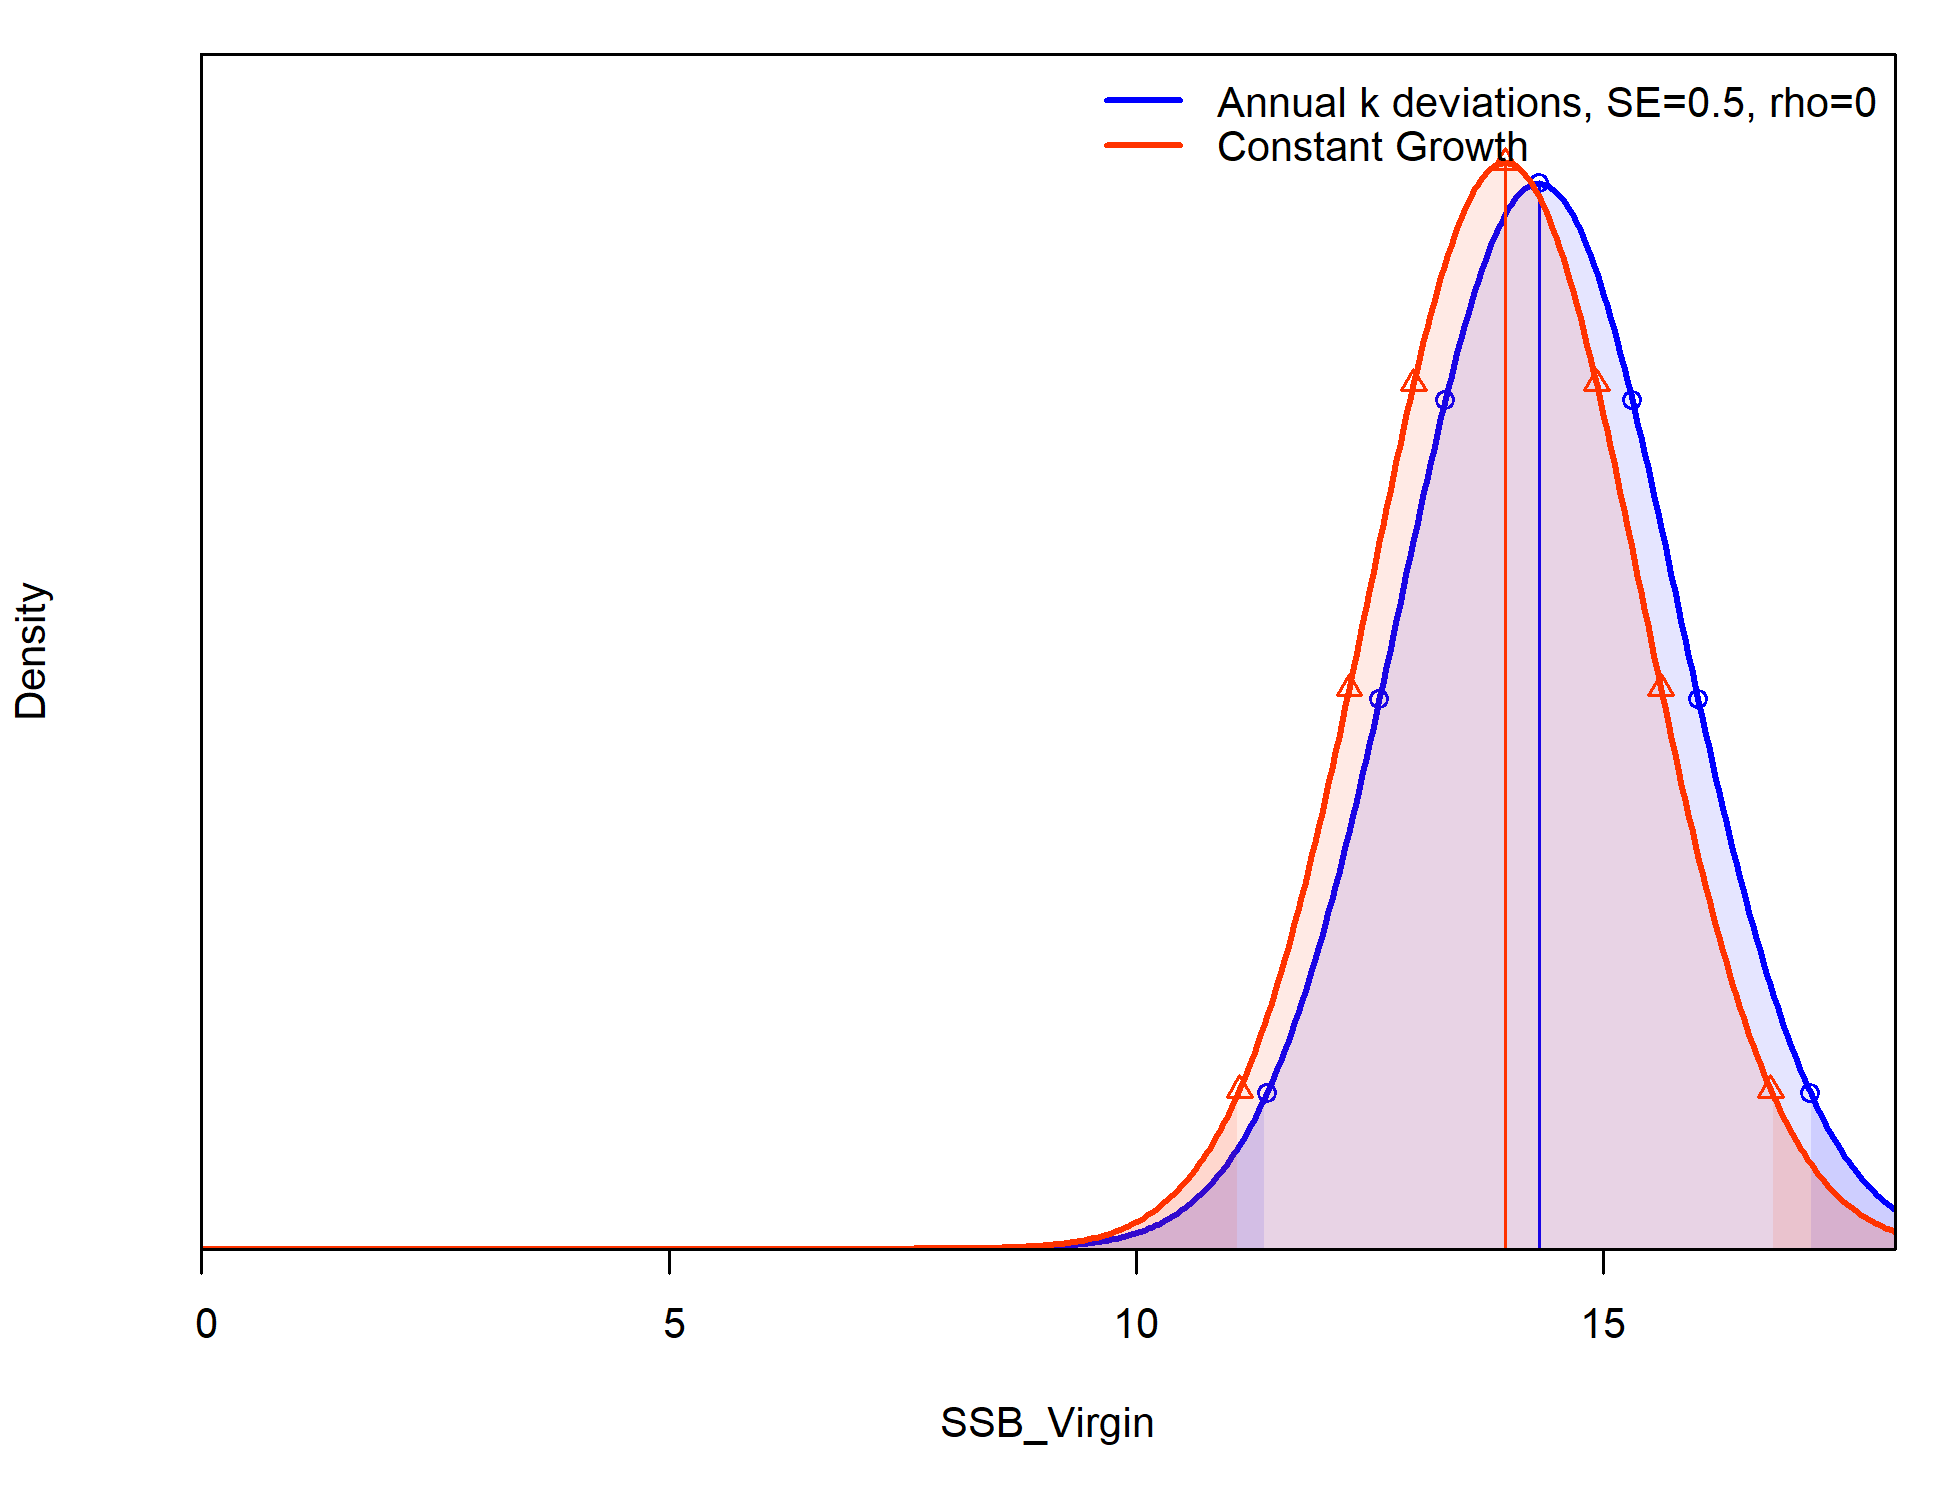 Annual k deviations, SE=0.5, rho=0
Constant Growth
Density
0 5 10 15
SSB_Virgin